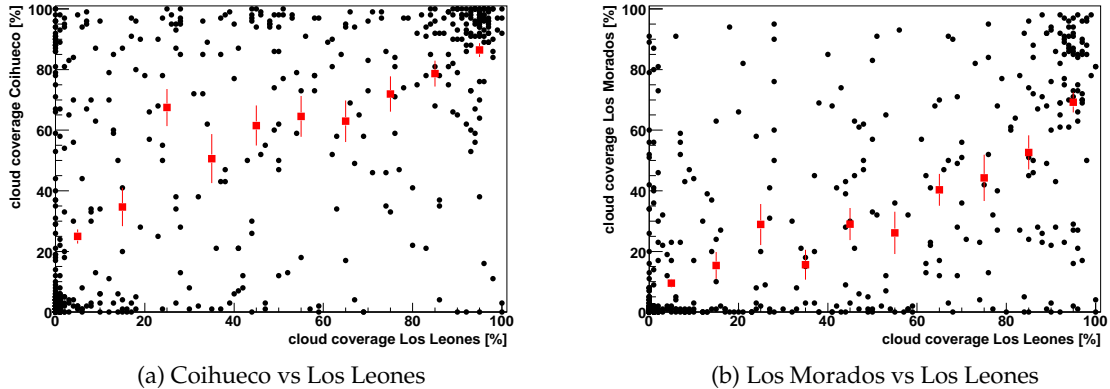 cloud coverage Coihueco [%]
100
80
60
40
20
0
0 20 40 60 80 100
cloud coverage Los Leones [%]
(a) Coihueco vs Los Leones
cloud coverage Los Morados [%]
100
80
60
40
20
0
0 20 40 60 80 100
cloud coverage Los Leones [%]
(b) Los Morados vs Los Leones